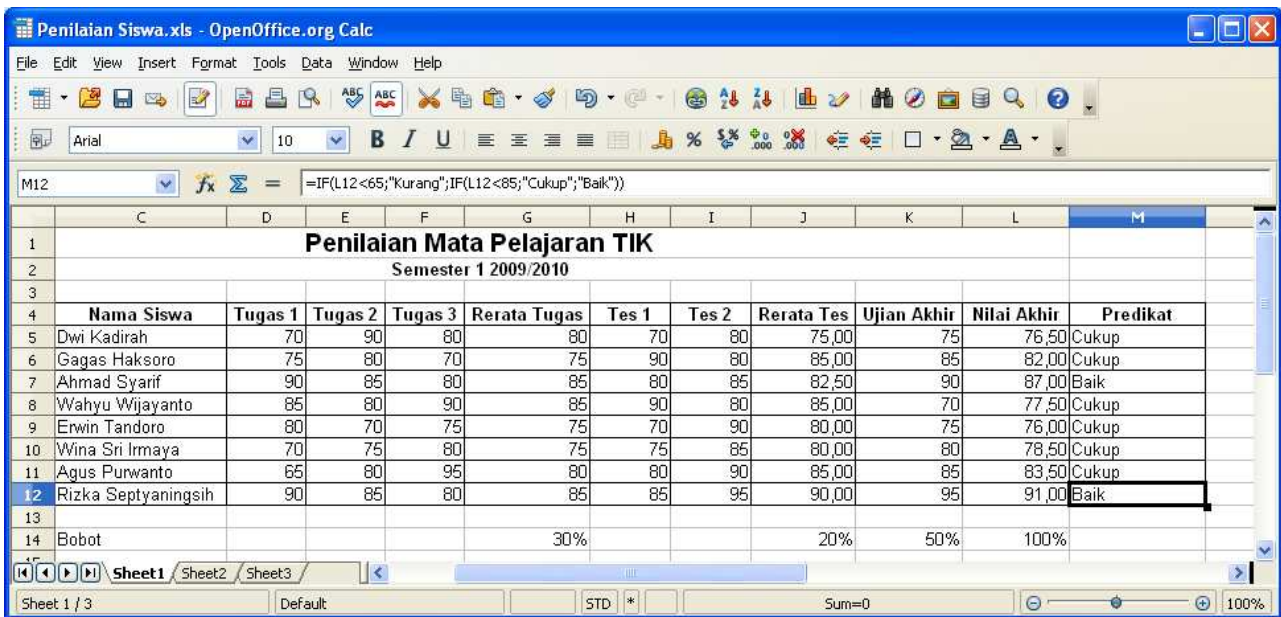 Penilaian Siswa.xls - OpenOffice.org Calc
File Edit View Insert Format Tools Data Window Help
Arial 10 B I U
M12 =IF(L12<65;"Kurang";IF(L12<85;"Cukup";"Baik"))
C D E F G H I J K L M
1 Penilaian Mata Pelajaran TIK
2 Semester 1 2009/2010
3
4 Nama Siswa Tugas 1 Tugas 2 Tugas 3 Rerata Tugas Tes 1 Tes 2 Rerata Tes Ujian Akhir Nilai Akhir Predikat
5 Dwi Kadirah 70 90 80 80 70 80 75,00 75 76,50 Cukup
6 Gagas Haksoro 75 80 70 75 90 80 85,00 85 82,00 Cukup
7 Ahmad Syarif 90 85 80 85 80 85 82,50 90 87,00 Baik
8 Wahyu Wijayanto 85 80 90 85 90 80 85,00 70 77,50 Cukup
9 Erwin Tandoro 80 70 75 75 70 90 80,00 75 76,00 Cukup
10 Wina Sri Irmaya 70 75 80 75 75 85 80,00 80 78,50 Cukup
11 Agus Purwanto 65 80 95 80 80 90 85,00 85 83,50 Cukup
12 Rizka Septyaningsih 90 85 80 85 85 95 90,00 95 91,00 Baik
13
14 Bobot 30% 20% 50% 100%
Sheet1 Sheet2 Sheet3
Sheet 1 / 3 Default STD * Sum=0 100%